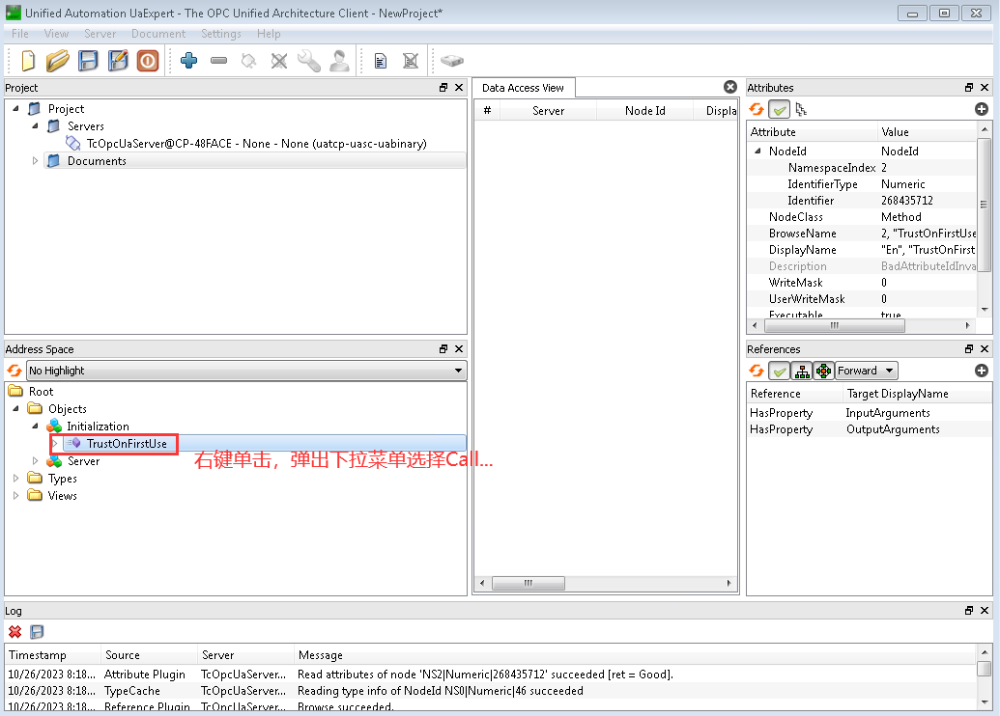 Unified Automation UaExpert - The OPC Unified Architecture Client - NewProject*
File View Server Document Settings Help
Project
Project
Servers
TcOpcUaServer@CP-48FACE - None - None (uatcp-uasc-uabinary)
Documents
Address Space
No Highlight
Root
Objects
Initialization
TrustOnFirstUse
右键单击，弹出下拉菜单选择Call...
Server
Types
Views
Data Access View
# Server Node Id Displa
Attributes
Attribute Value
NodeId NodeId
NamespaceIndex 2
IdentifierType Numeric
Identifier 268435712
NodeClass Method
BrowseName 2, "TrustOnFirstUse
DisplayName "En", "TrustOnFirst
Description BadAttributeIdInva
WriteMask 0
UserWriteMask 0
Executable true
References
Forward
Reference Target DisplayName
HasProperty InputArguments
HasProperty OutputArguments
Log
Timestamp Source Server Message
10/26/2023 8:18... Attribute Plugin TcOpcUaServer... Read attributes of node 'NS2|Numeric|268435712' succeeded [ret = Good].
10/26/2023 8:18... TypeCache TcOpcUaServer... Reading type info of NodeId NS0|Numeric|46 succeeded
10/26/2023 8:18... Reference Plugin TcOpcUaServer... Browse succeeded.